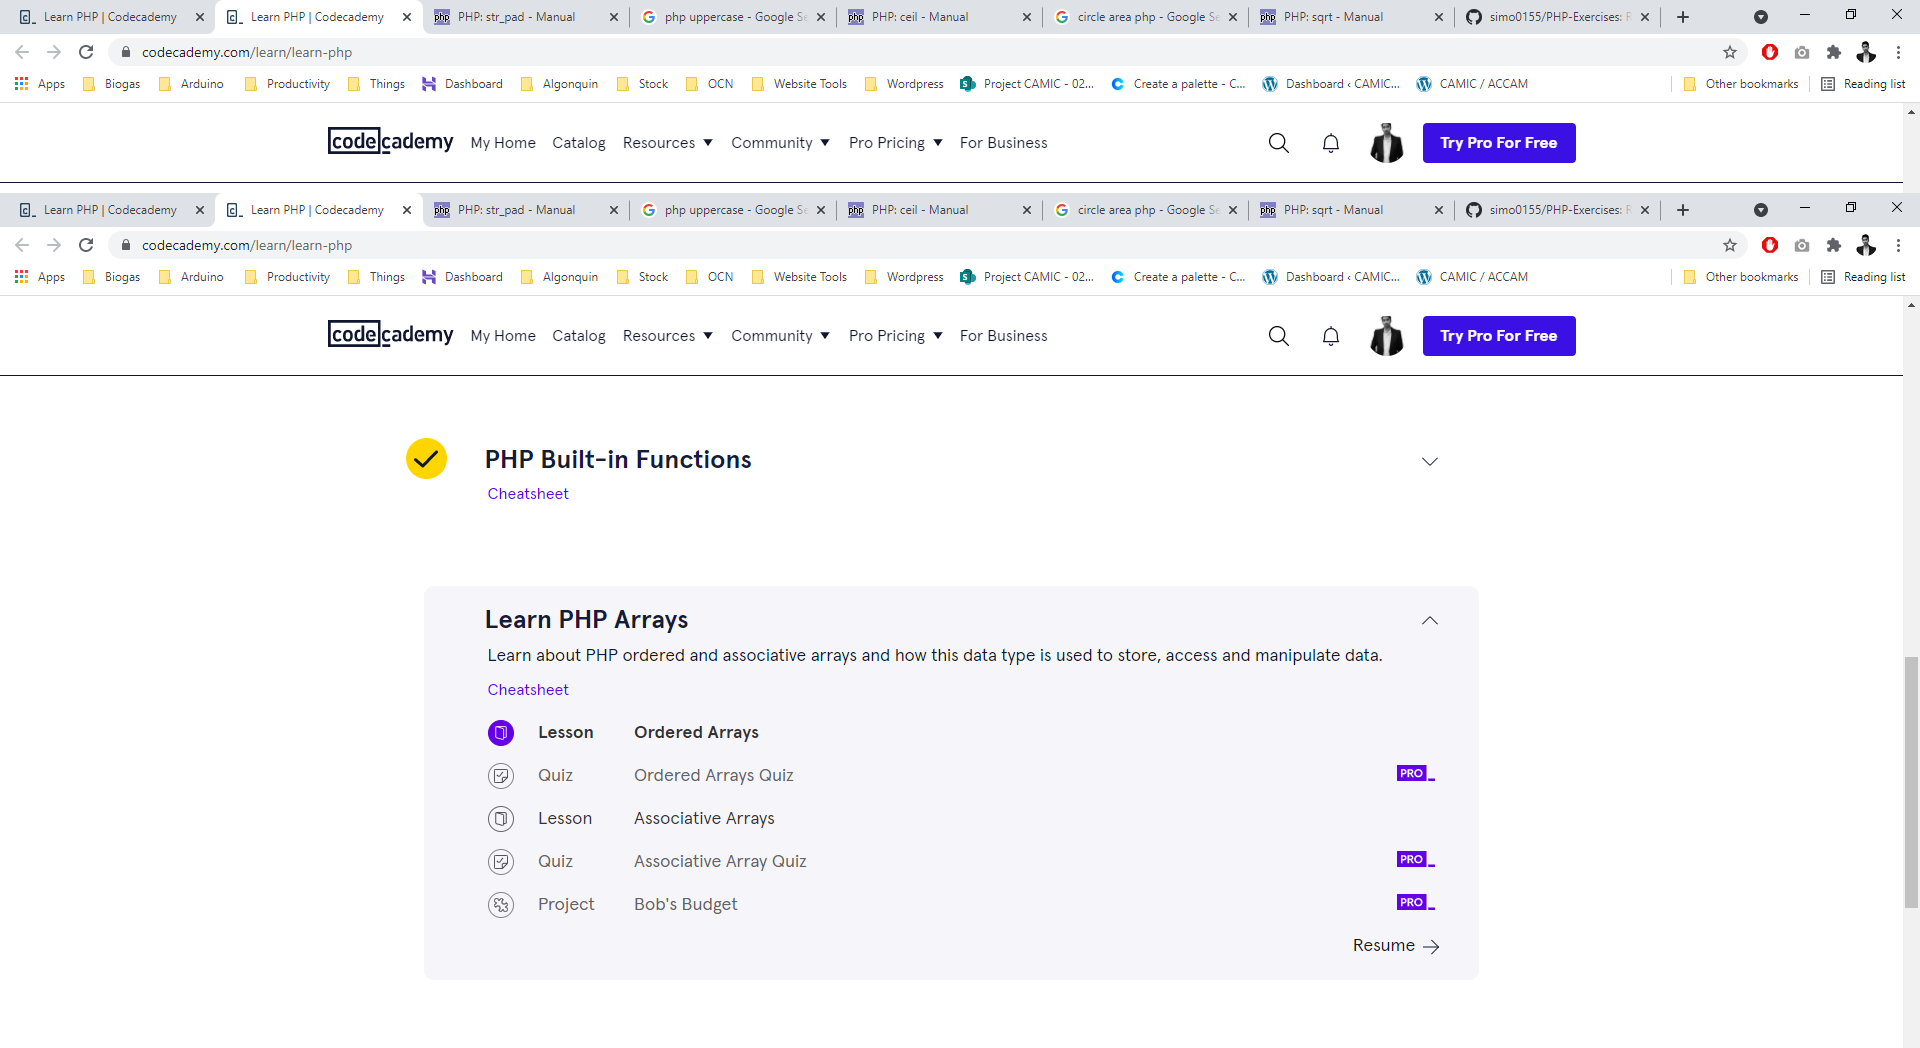 Learn PHP | Codecademy Learn PHP | Codecademy PHP: str_pad - Manual php uppercase - Google Se PHP: ceil - Manual circle area php - Google Se PHP: sqrt - Manual simo0155/PHP-Exercises: R
codecademy.com/learn/learn-php
Apps Biogas Arduino Productivity Things Dashboard Algonquin Stock OCN Website Tools Wordpress Project CAMIC - 02... Create a palette - C... Dashboard ‹ CAMIC... CAMIC / ACCAM Other bookmarks Reading list
codecademy My Home Catalog Resources Community Pro Pricing For Business Try Pro For Free
Learn PHP | Codecademy Learn PHP | Codecademy PHP: str_pad - Manual php uppercase - Google Se PHP: ceil - Manual circle area php - Google Se PHP: sqrt - Manual simo0155/PHP-Exercises: R
codecademy.com/learn/learn-php
Apps Biogas Arduino Productivity Things Dashboard Algonquin Stock OCN Website Tools Wordpress Project CAMIC - 02... Create a palette - C... Dashboard ‹ CAMIC... CAMIC / ACCAM Other bookmarks Reading list
codecademy My Home Catalog Resources Community Pro Pricing For Business Try Pro For Free
PHP Built-in Functions
Cheatsheet
Learn PHP Arrays
Learn about PHP ordered and associative arrays and how this data type is used to store, access and manipulate data.
Cheatsheet
Lesson Ordered Arrays
Quiz Ordered Arrays Quiz PRO
Lesson Associative Arrays
Quiz Associative Array Quiz PRO
Project Bob's Budget PRO
Resume